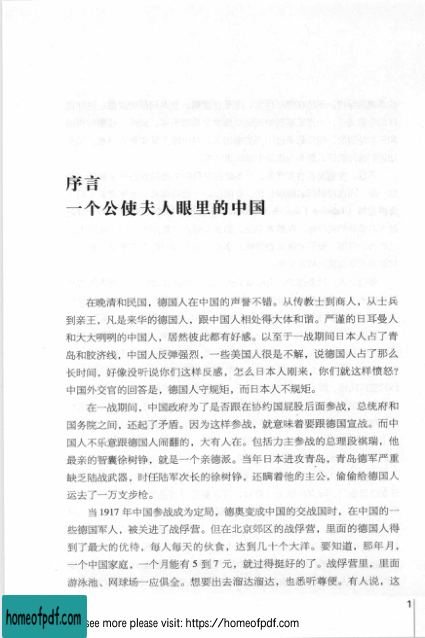 序言
一个公使夫人眼里的中国
在晚清和民国，德国人在中国的声誉不错。从传教士到商人，从士兵
到亲王，凡是来华的德国人，跟中国人相处得大体和谐。严谨的日耳曼人
和大大咧咧的中国人，居然彼此都有好感。以至于一战期间日本人占了青
岛和胶济线，中国人反弹强烈，一些美国人很是不解，说德国人占了那么
长时间，好像没听说你们这样反感，怎么日本人刚来，你们就这样愤怒？
中国外交官的回答是，德国人守规矩，而日本人不规矩。
在一战期间，中国政府为了是否跟在协约国屁股后面参战，总统府和
国务院之间，还起了矛盾。因为这样参战，就意味着要跟德国宣战。而中
国人不乐意跟德国人闹翻的，大有人在。包括力主参战的总理段祺瑞，他
最亲的智囊徐树铮，就是一个亲德派。当年日本进攻青岛，青岛德军严重
缺乏陆战武器，时任陆军次长的徐树铮，还瞒着他的主公，偷偷给德国人
运去了一万支步枪。
当 1917 年中国参战成为定局，德奥变成中国的交战国时，在中国的一
些德国军人，被关进了战俘营。但在北京郊区的战俘营，里面的德国人得
到了最大的优待，每人每天的伙食，达到几十个大洋。要知道，那年月，
一个中国家庭，一个月能有 5 到 7 元，就过得挺好的了。战俘营里，里面
游泳池、网球场一应俱全。想要出去溜达溜达，也悉听尊便。有人说，这
1
homeofpdf.com
see more please visit: https://homeofpdf.com